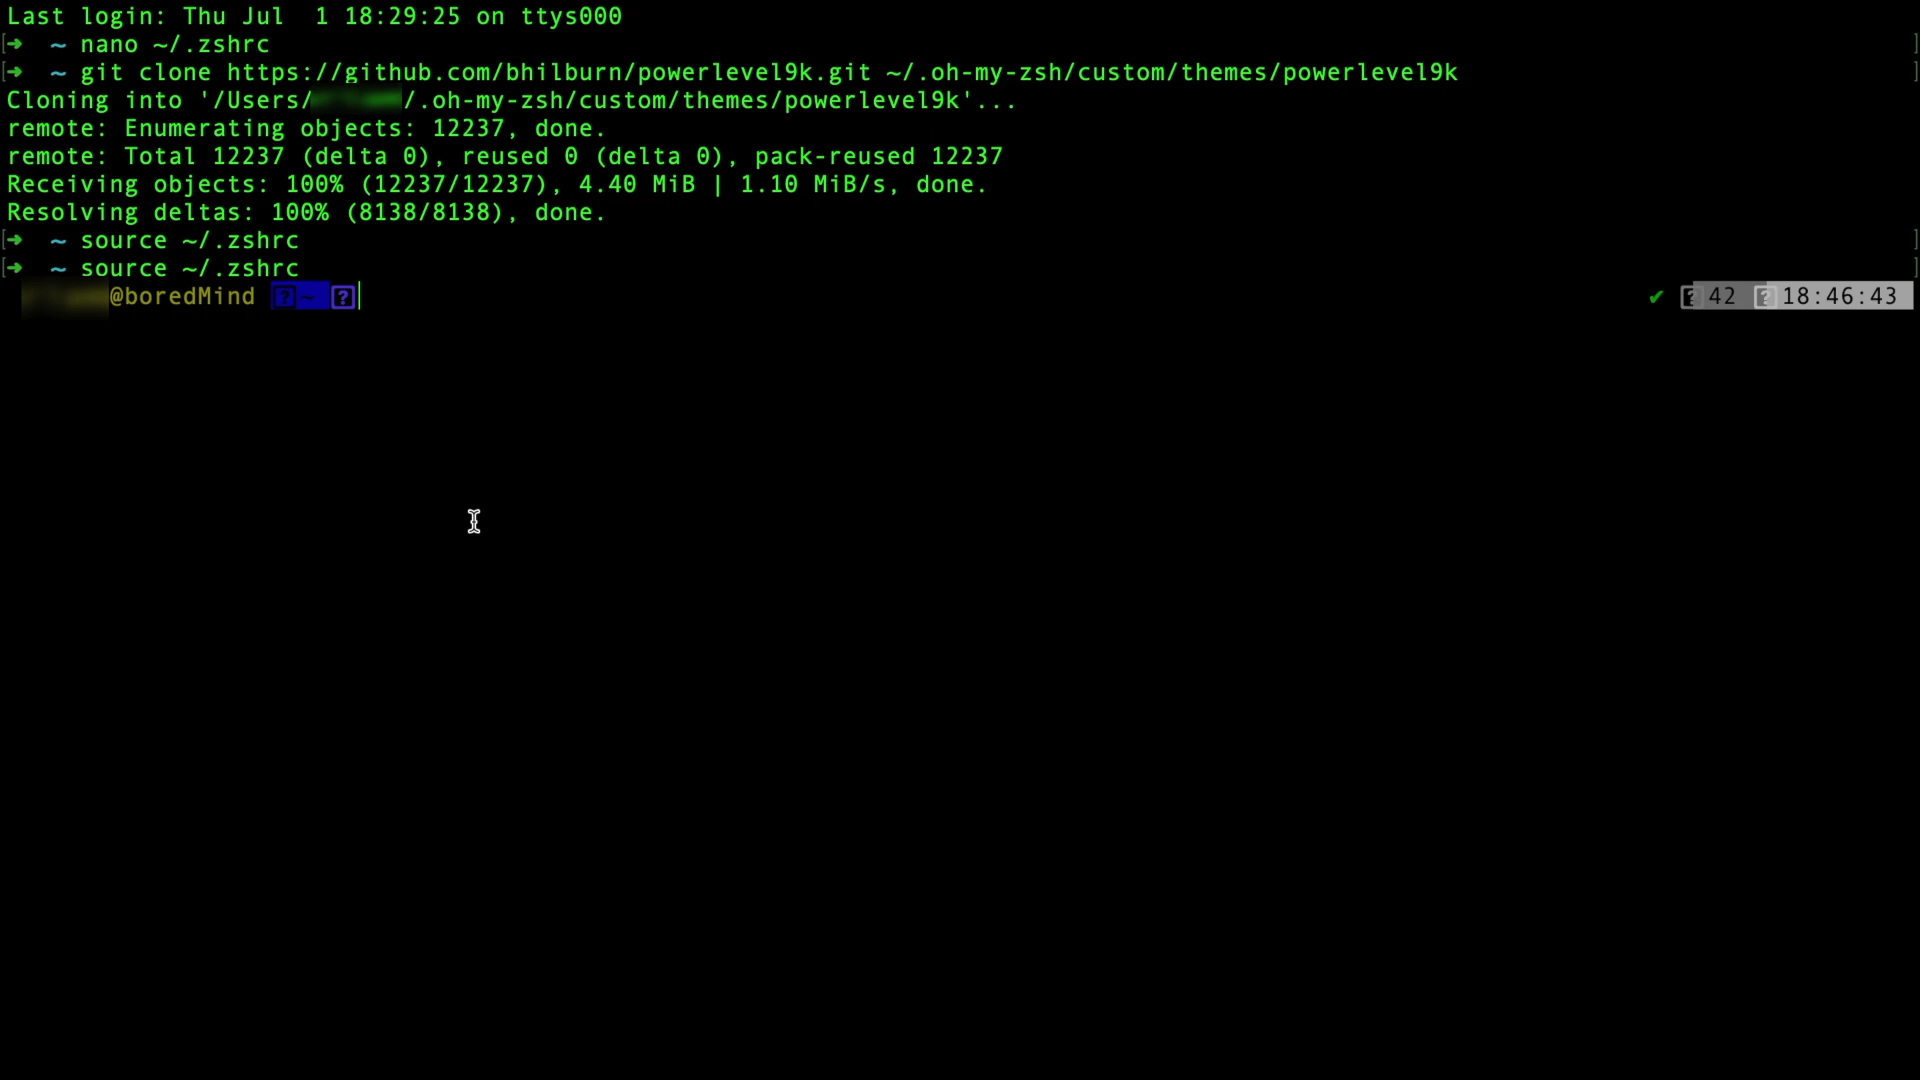 Last login: Thu Jul  1 18:29:25 on ttys000
[➜  ~ nano ~/.zshrc ]
[➜  ~ git clone https://github.com/bhilburn/powerlevel9k.git ~/.oh-my-zsh/custom/themes/powerlevel9k ]
Cloning into '/Users/ /.oh-my-zsh/custom/themes/powerlevel9k'...
remote: Enumerating objects: 12237, done.
remote: Total 12237 (delta 0), reused 0 (delta 0), pack-reused 12237
Receiving objects: 100% (12237/12237), 4.40 MiB | 1.10 MiB/s, done.
Resolving deltas: 100% (8138/8138), done.
[➜  ~ source ~/.zshrc ]
[➜  ~ source ~/.zshrc ]
@boredMind ? ~ ? ✔ ? 42 ? 18:46:43